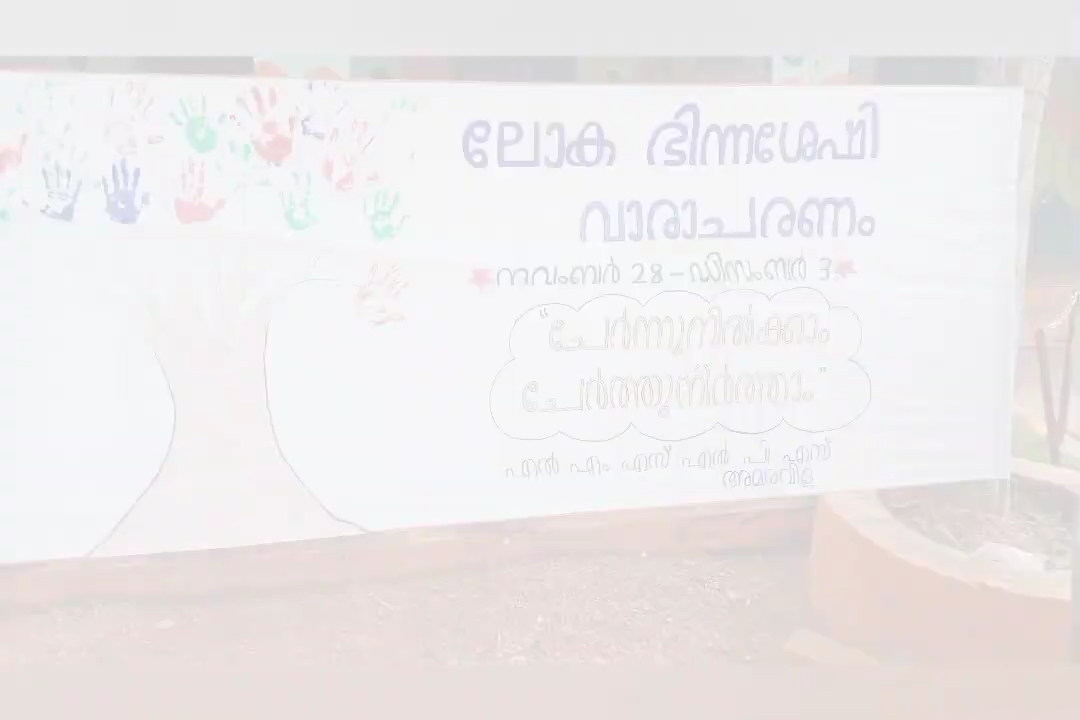 ലോക ഭിന്നശേഷി
വാരാചരണം
നവംബർ 28-ഡിസംബർ 3
"ചേർന്നുനിൽക്കാം
ചേർത്തുനിർത്താം"
എൽ എം എസ് എൽ പി എസ്
അമരവിള